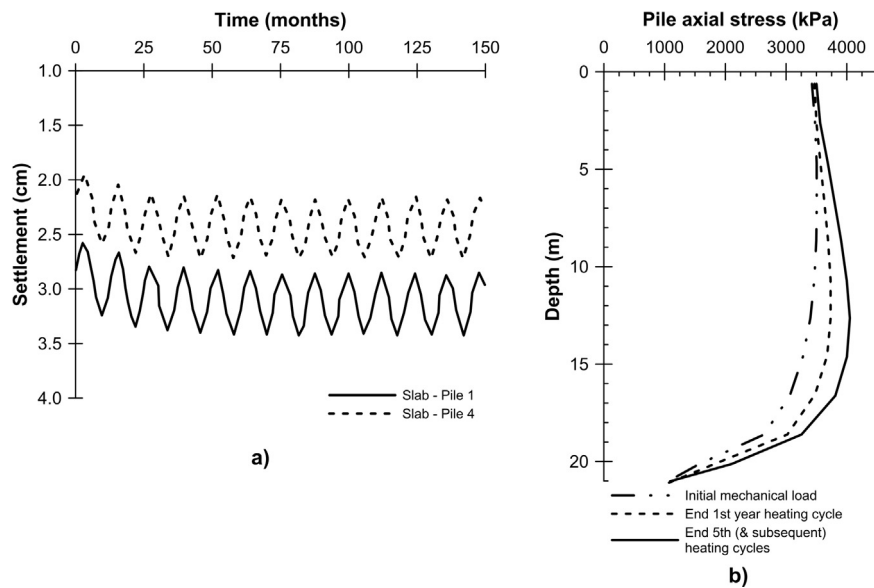 Time (months)
0 25 50 75 100 125 150
1.0
1.5
2.0
2.5
3.0
3.5
4.0
Settlement (cm)
Slab - Pile 1
Slab - Pile 4
a)
Pile axial stress (kPa)
0 1000 2000 3000 4000
0
5
10
15
20
Depth (m)
Initial mechanical load
End 1st year heating cycle
End 5th (& subsequent)
heating cycles
b)